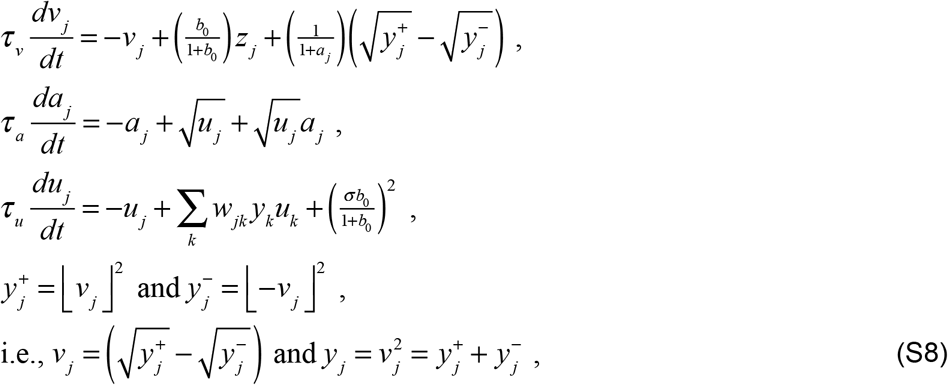 τ_v dv_j/dt = −v_j + (b_0/(1+b_0)) z_j + (1/(1+a_j)) (√y_j^+ − √y_j^−) ,
τ_a da_j/dt = −a_j + √u_j + √u_j a_j ,
τ_u du_j/dt = −u_j + ∑_k w_jk y_k u_k + (σb_0/(1+b_0))^2 ,
y_j^+ = ⌊v_j⌋^2 and y_j^− = ⌊−v_j⌋^2 ,
i.e., v_j = (√y_j^+ − √y_j^−) and y_j = v_j^2 = y_j^+ + y_j^− , (S8)